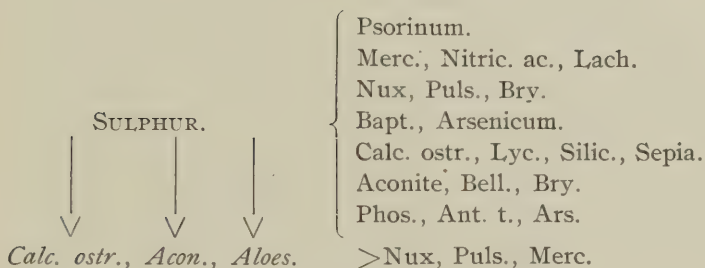 Psorinum.
Merc., Nitric. ac., Lach.
Nux, Puls., Bry.
SULPHUR.
Bapt., Arsenicum.
Calc. ostr., Lyc., Silic., Sepia.
Aconite, Bell., Bry.
Phos., Ant. t., Ars.
Calc. ostr., Acon., Aloes.
>Nux, Puls., Merc.